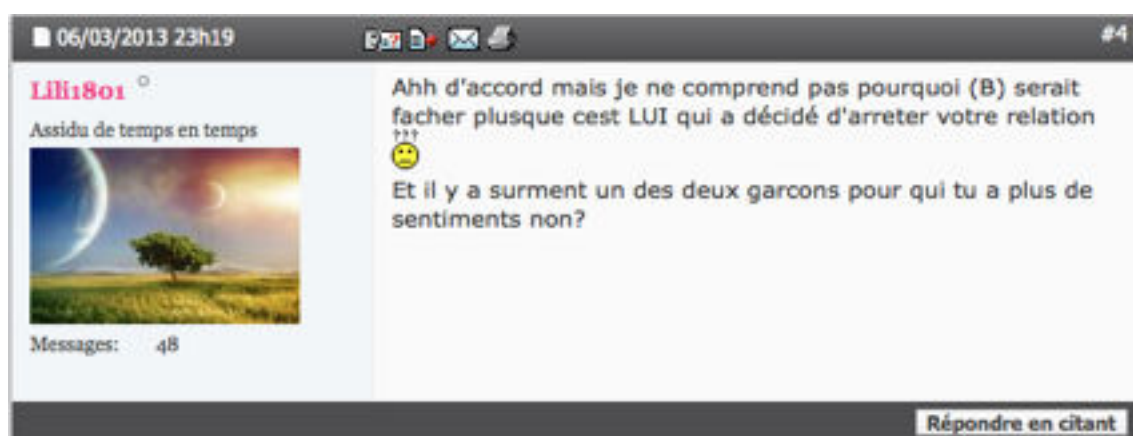 06/03/2013 23h19
#4
Lili1801
Assidu de temps en temps
Messages: 48
Ahh d'accord mais je ne comprend pas pourquoi (B) serait
facher plusque cest LUI qui a décidé d'arreter votre relation
???
Et il y a surment un des deux garcons pour qui tu a plus de
sentiments non?
Répondre en citant